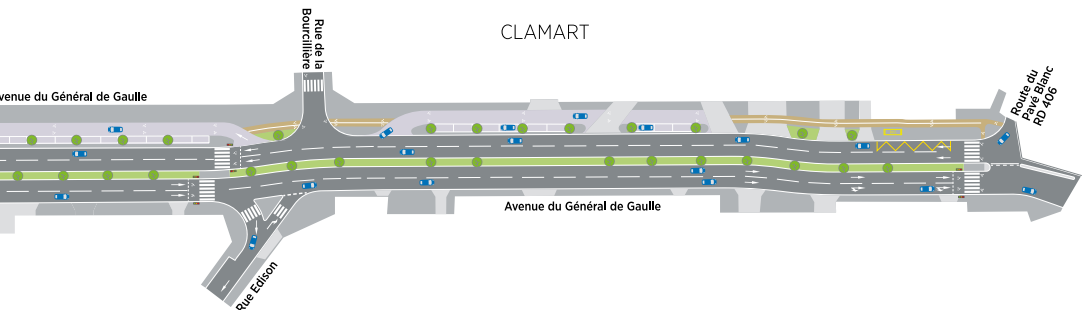 CLAMART
Rue de la
Bourcillière
venue du Général de Gaulle
Route du
Pavé Blanc
RD 406
Avenue du Général de Gaulle
Rue Edison